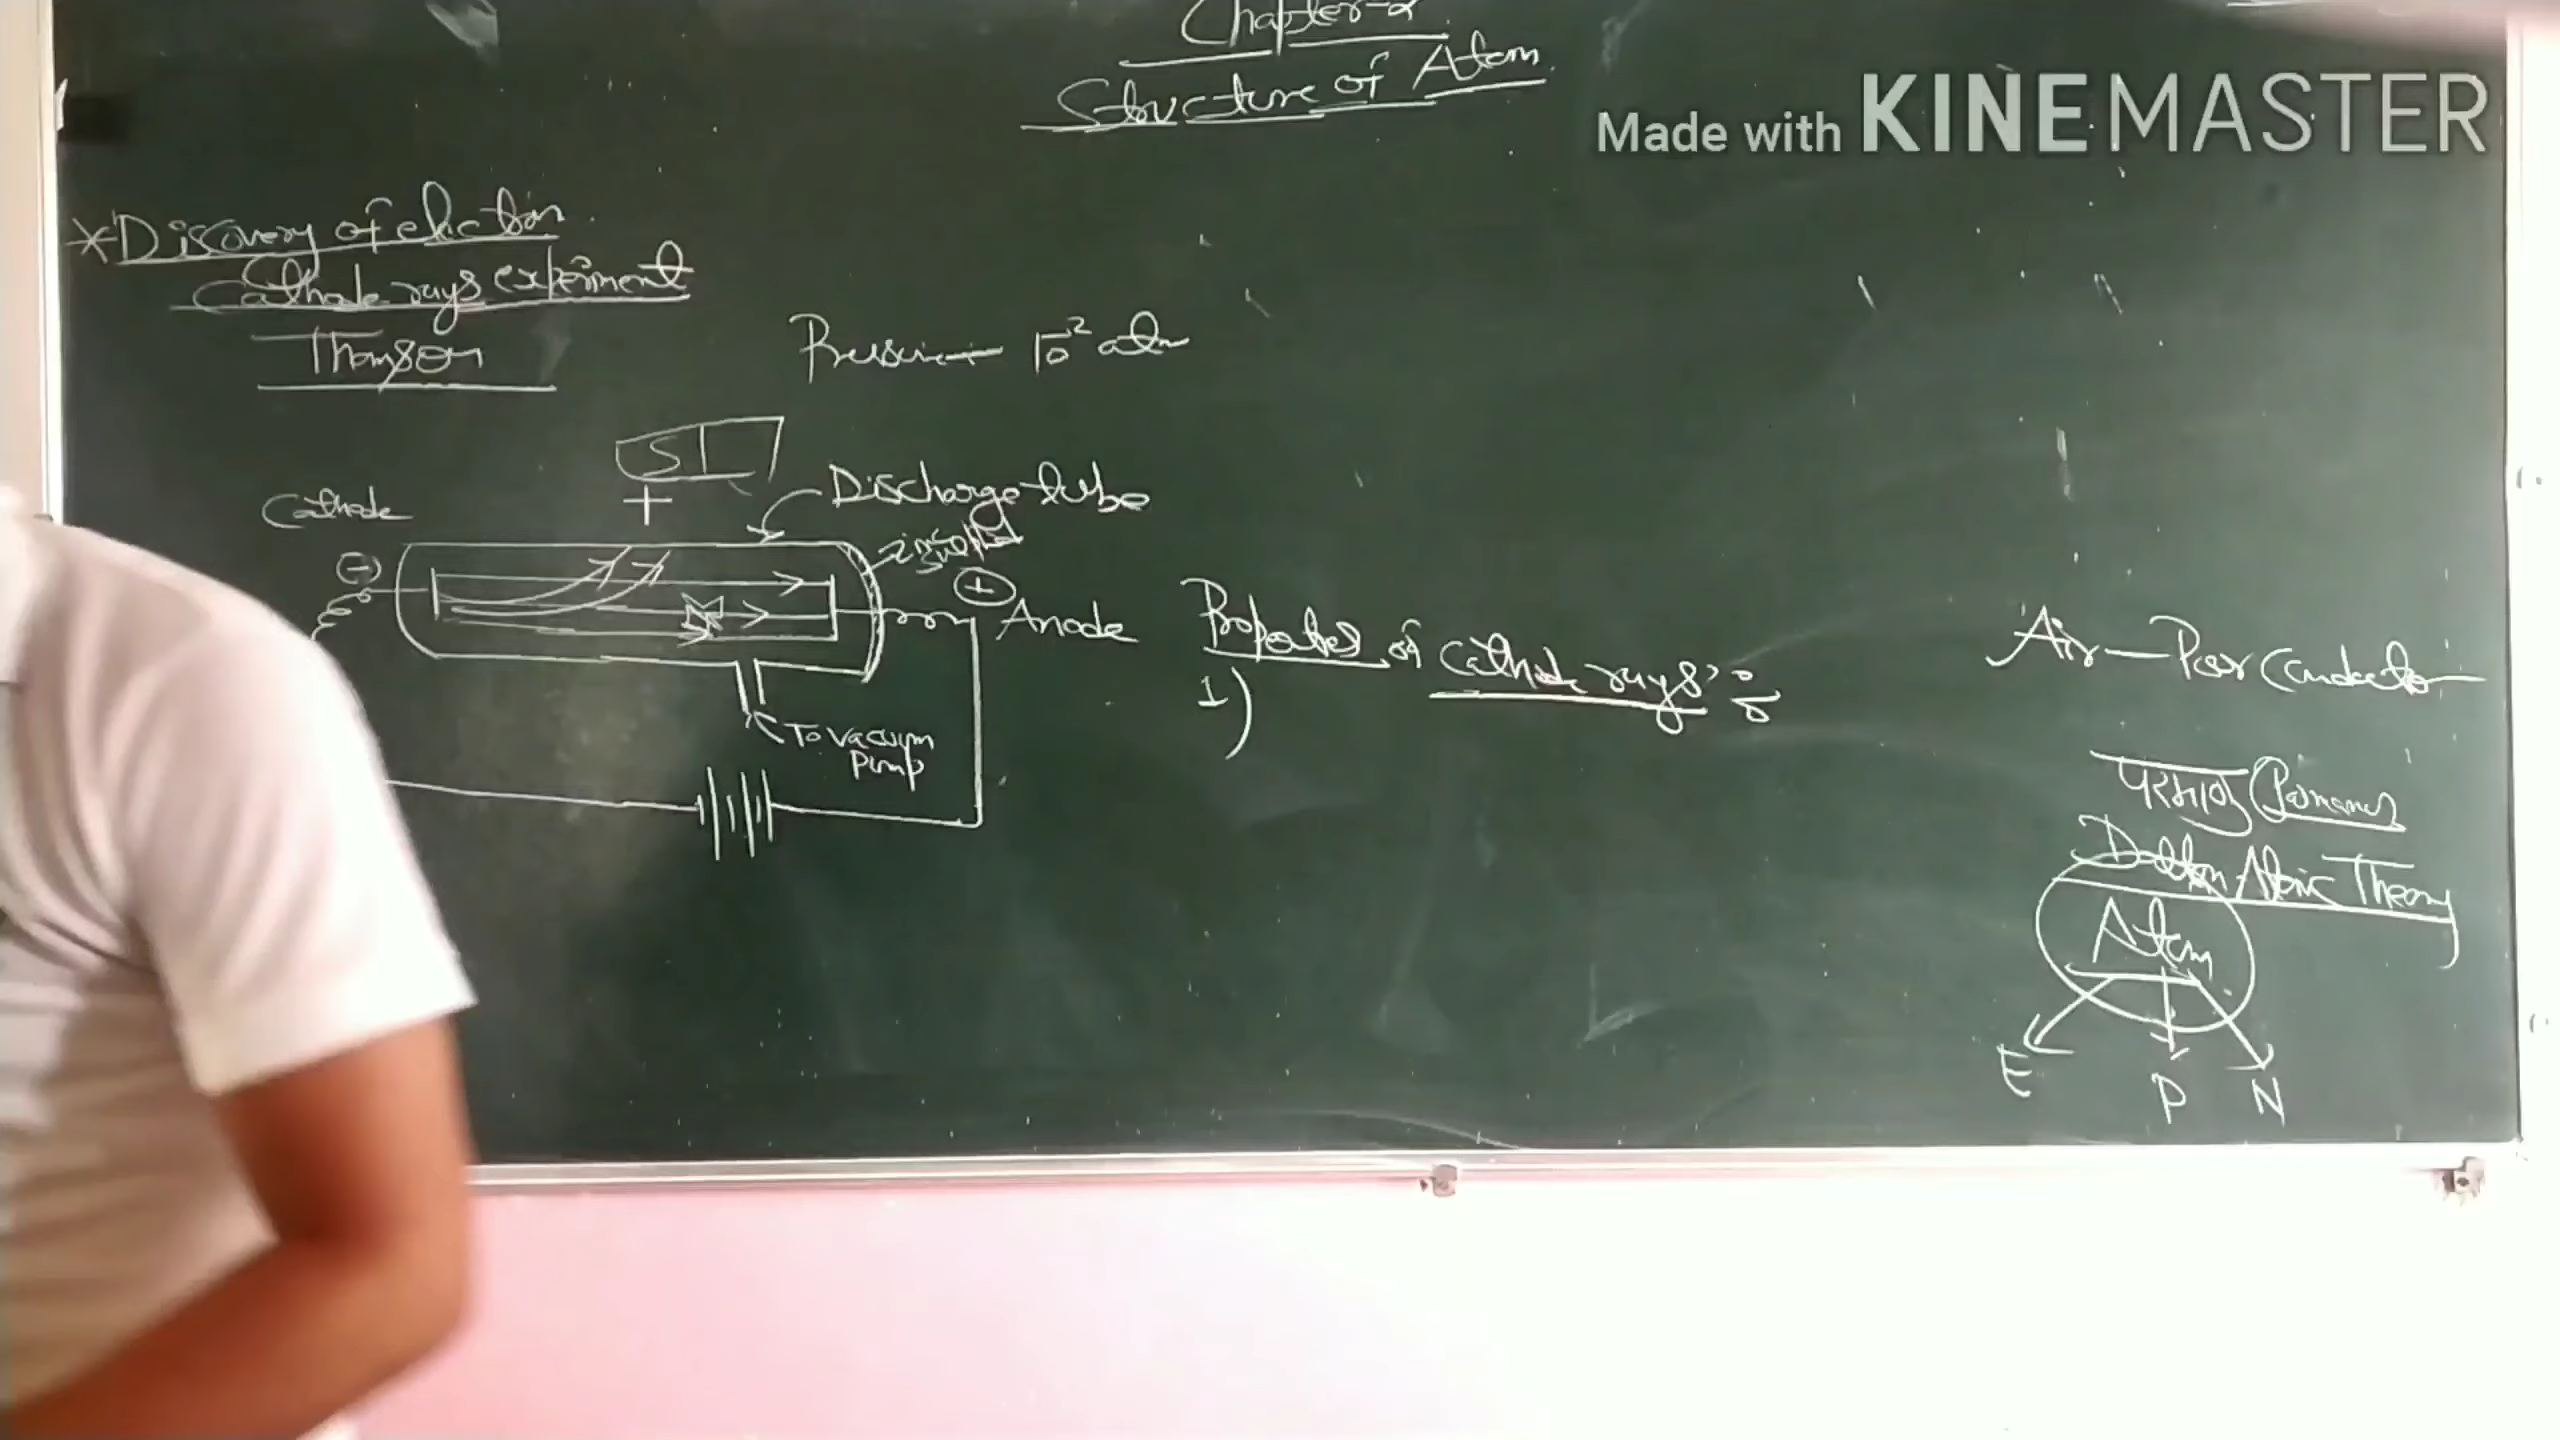 Chapter-2
Structure of Atom
Made with KINEMASTER
*Discovery of electron
Cathode rays experiment
Thomson
Pressure — 10⁻² atm
Cathode
+
Discharge tube
⊖
⊕
Anode
To vacuum
Pump
Properties of cathode rays :
1)
Air — Poor Conductor
परमाणु
Dalton Atomic Theory
Atom
E P N